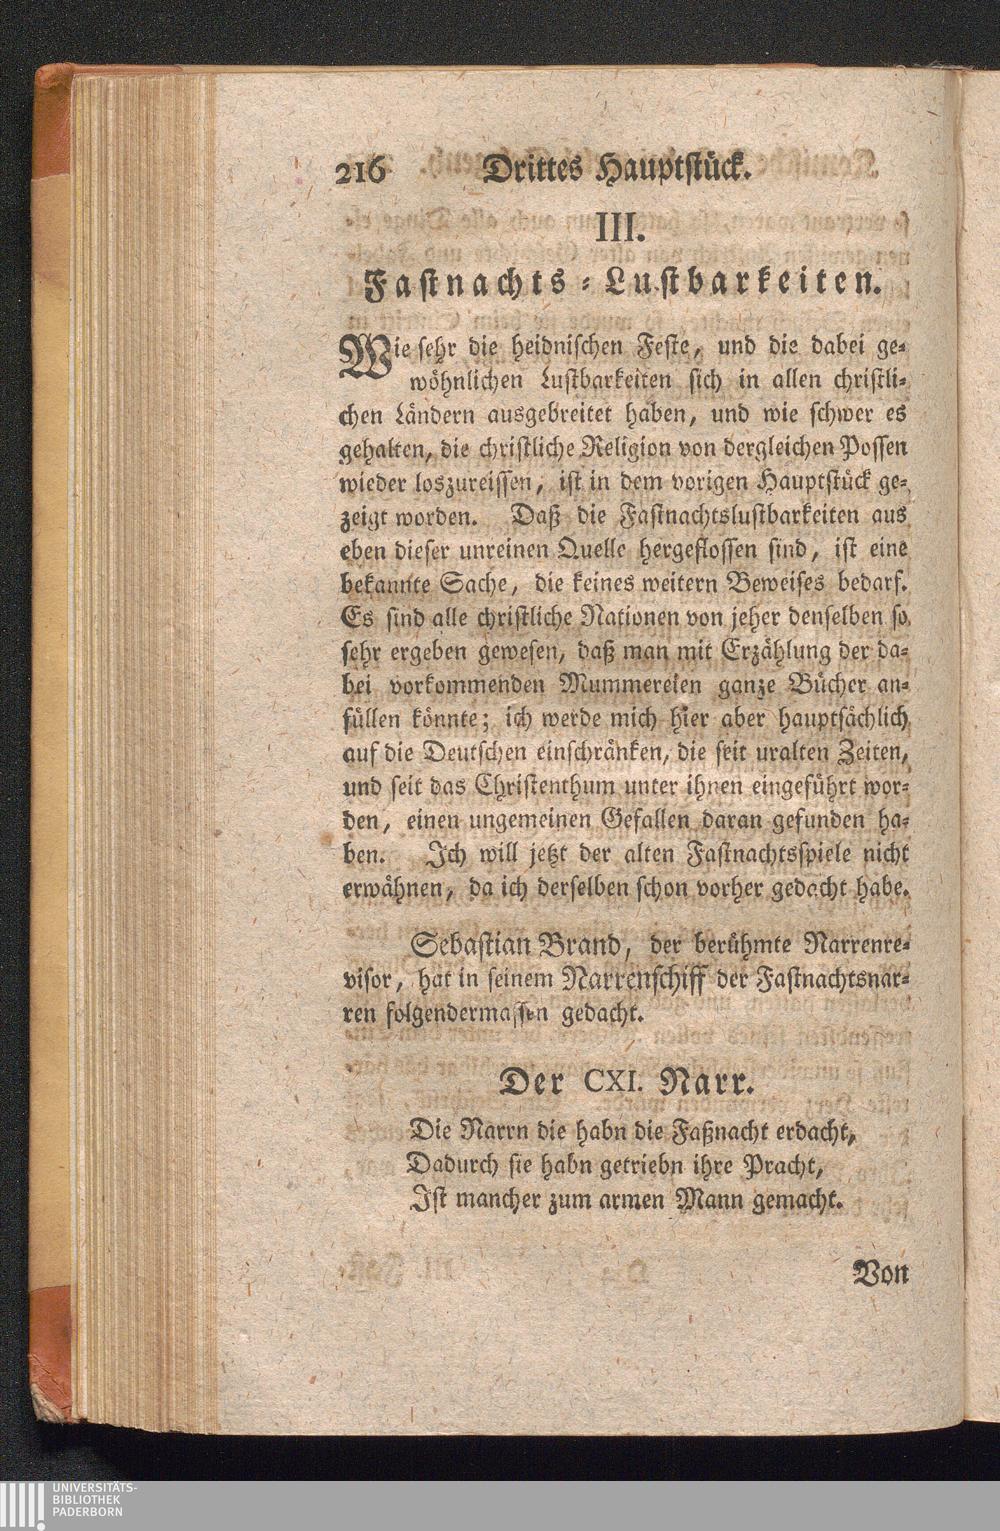 216 Drittes Hauptstück.
III.
Fastnachts-Lustbarkeiten.
Wie sehr die heidnischen Feste, und die dabei ge-
wöhnlichen Lustbarkeiten sich in allen christli-
chen Ländern ausgebreitet haben, und wie schwer es
gehalten, die christliche Religion von dergleichen Possen
wieder loszureissen, ist in dem vorigen Hauptstück ge-
zeigt worden. Daß die Fastnachtslustbarkeiten aus
eben dieser unreinen Quelle hergeflossen sind, ist eine
bekannte Sache, die keines weitern Beweises bedarf.
Es sind alle christliche Nationen von jeher denselben so
sehr ergeben gewesen, daß man mit Erzählung der da-
bei vorkommenden Mummereien ganze Bücher an-
füllen könnte; ich werde mich hier aber hauptsächlich
auf die Deutschen einschränken, die seit uralten Zeiten,
und seit das Christenthum unter ihnen eingeführt wor-
den, einen ungemeinen Gefallen daran gefunden ha-
ben. Ich will jetzt der alten Fastnachtsspiele nicht
erwähnen, da ich derselben schon vorher gedacht habe.
Sebastian Brand, der berühmte Narrenre-
visor, hat in seinem Narrenschiff der Fastnachtsnar-
ren folgendermassen gedacht.
Der CXI. Narr.
Die Narrn die habn die Faßnacht erdacht,
Dadurch sie habn getriebn ihre Pracht,
Ist mancher zum armen Mann gemacht.
Von
UNIVERSITÄTS-
BIBLIOTHEK
PADERBORN